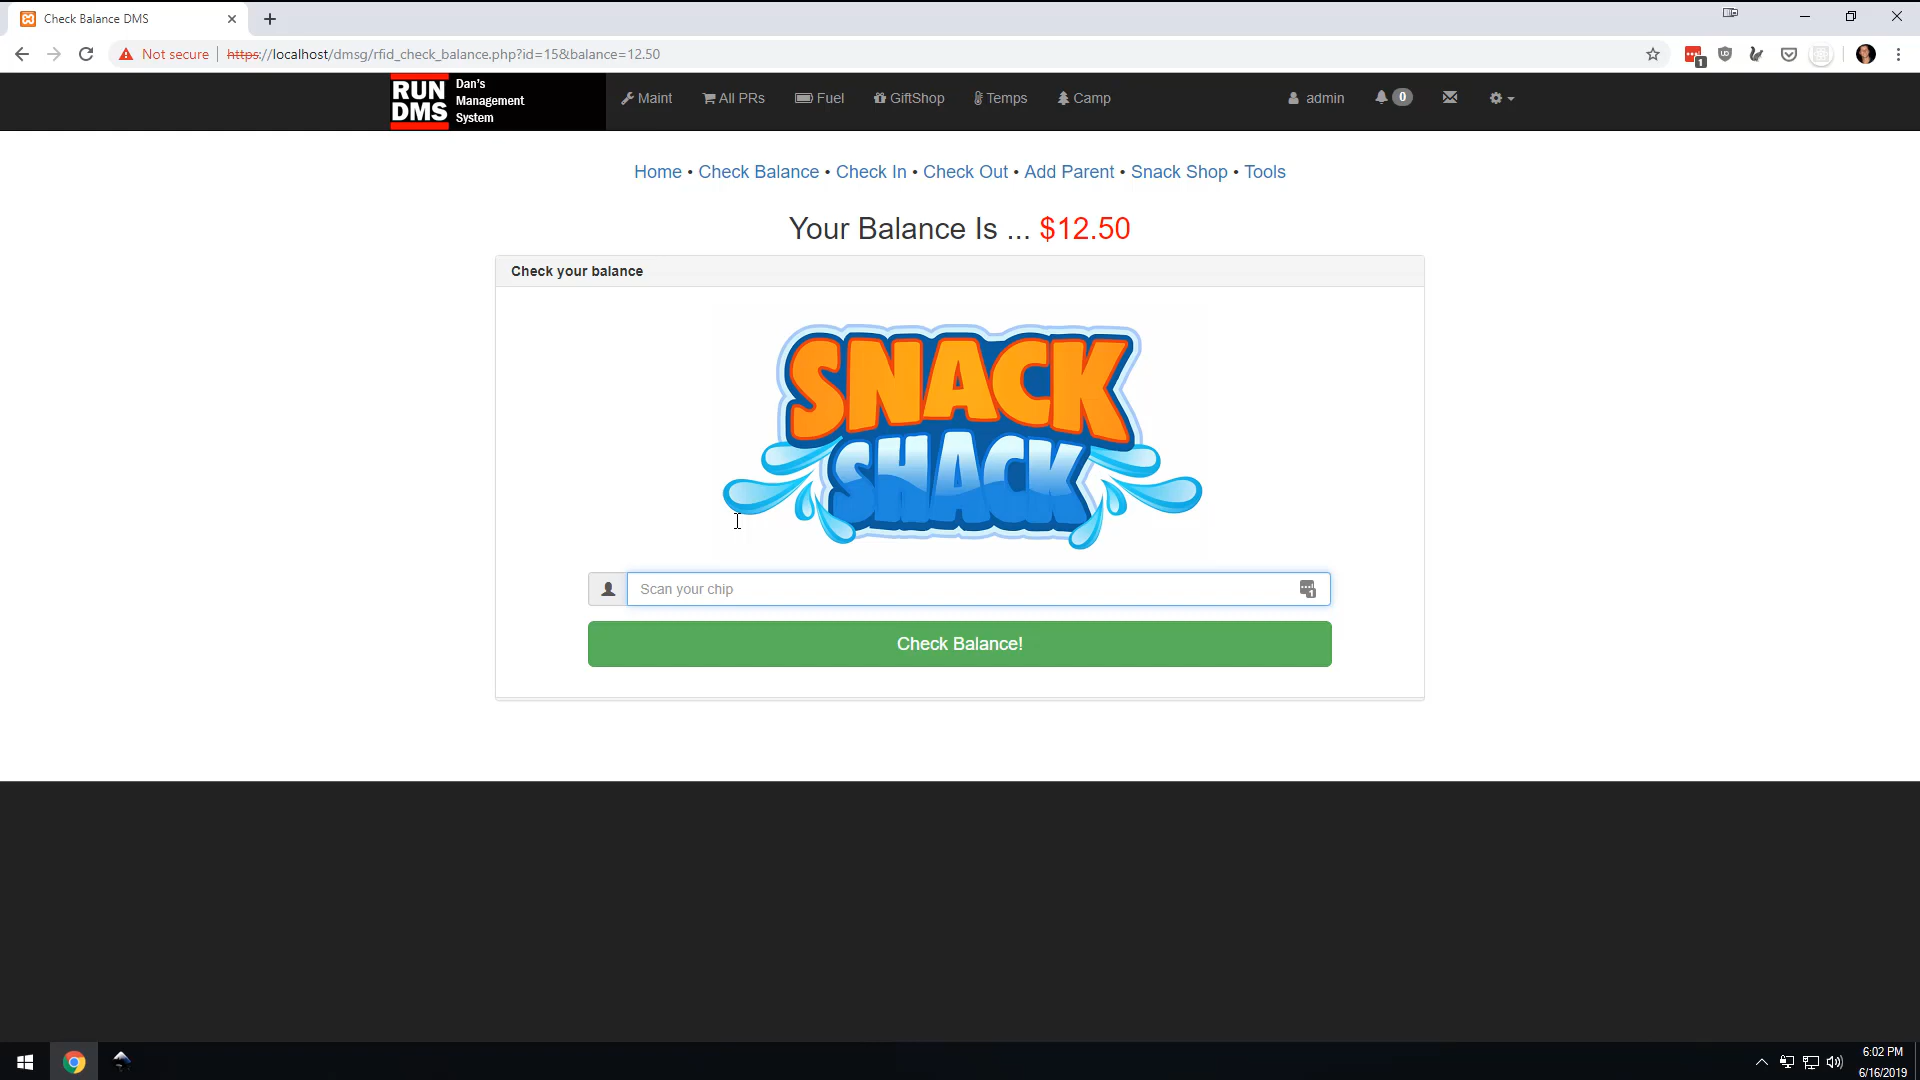 Check Balance DMS
Not secure https://localhost/dmsg/rfid_check_balance.php?id=15&balance=12.50
1
RUN DMS
Dan's
Management
System
Maint All PRs Fuel GiftShop Temps Camp admin 0
Home • Check Balance • Check In • Check Out • Add Parent • Snack Shop • Tools
Your Balance Is ... $12.50
Check your balance
SNACK
SHACK
Scan your chip
1
Check Balance!
6:02 PM
6/16/2019